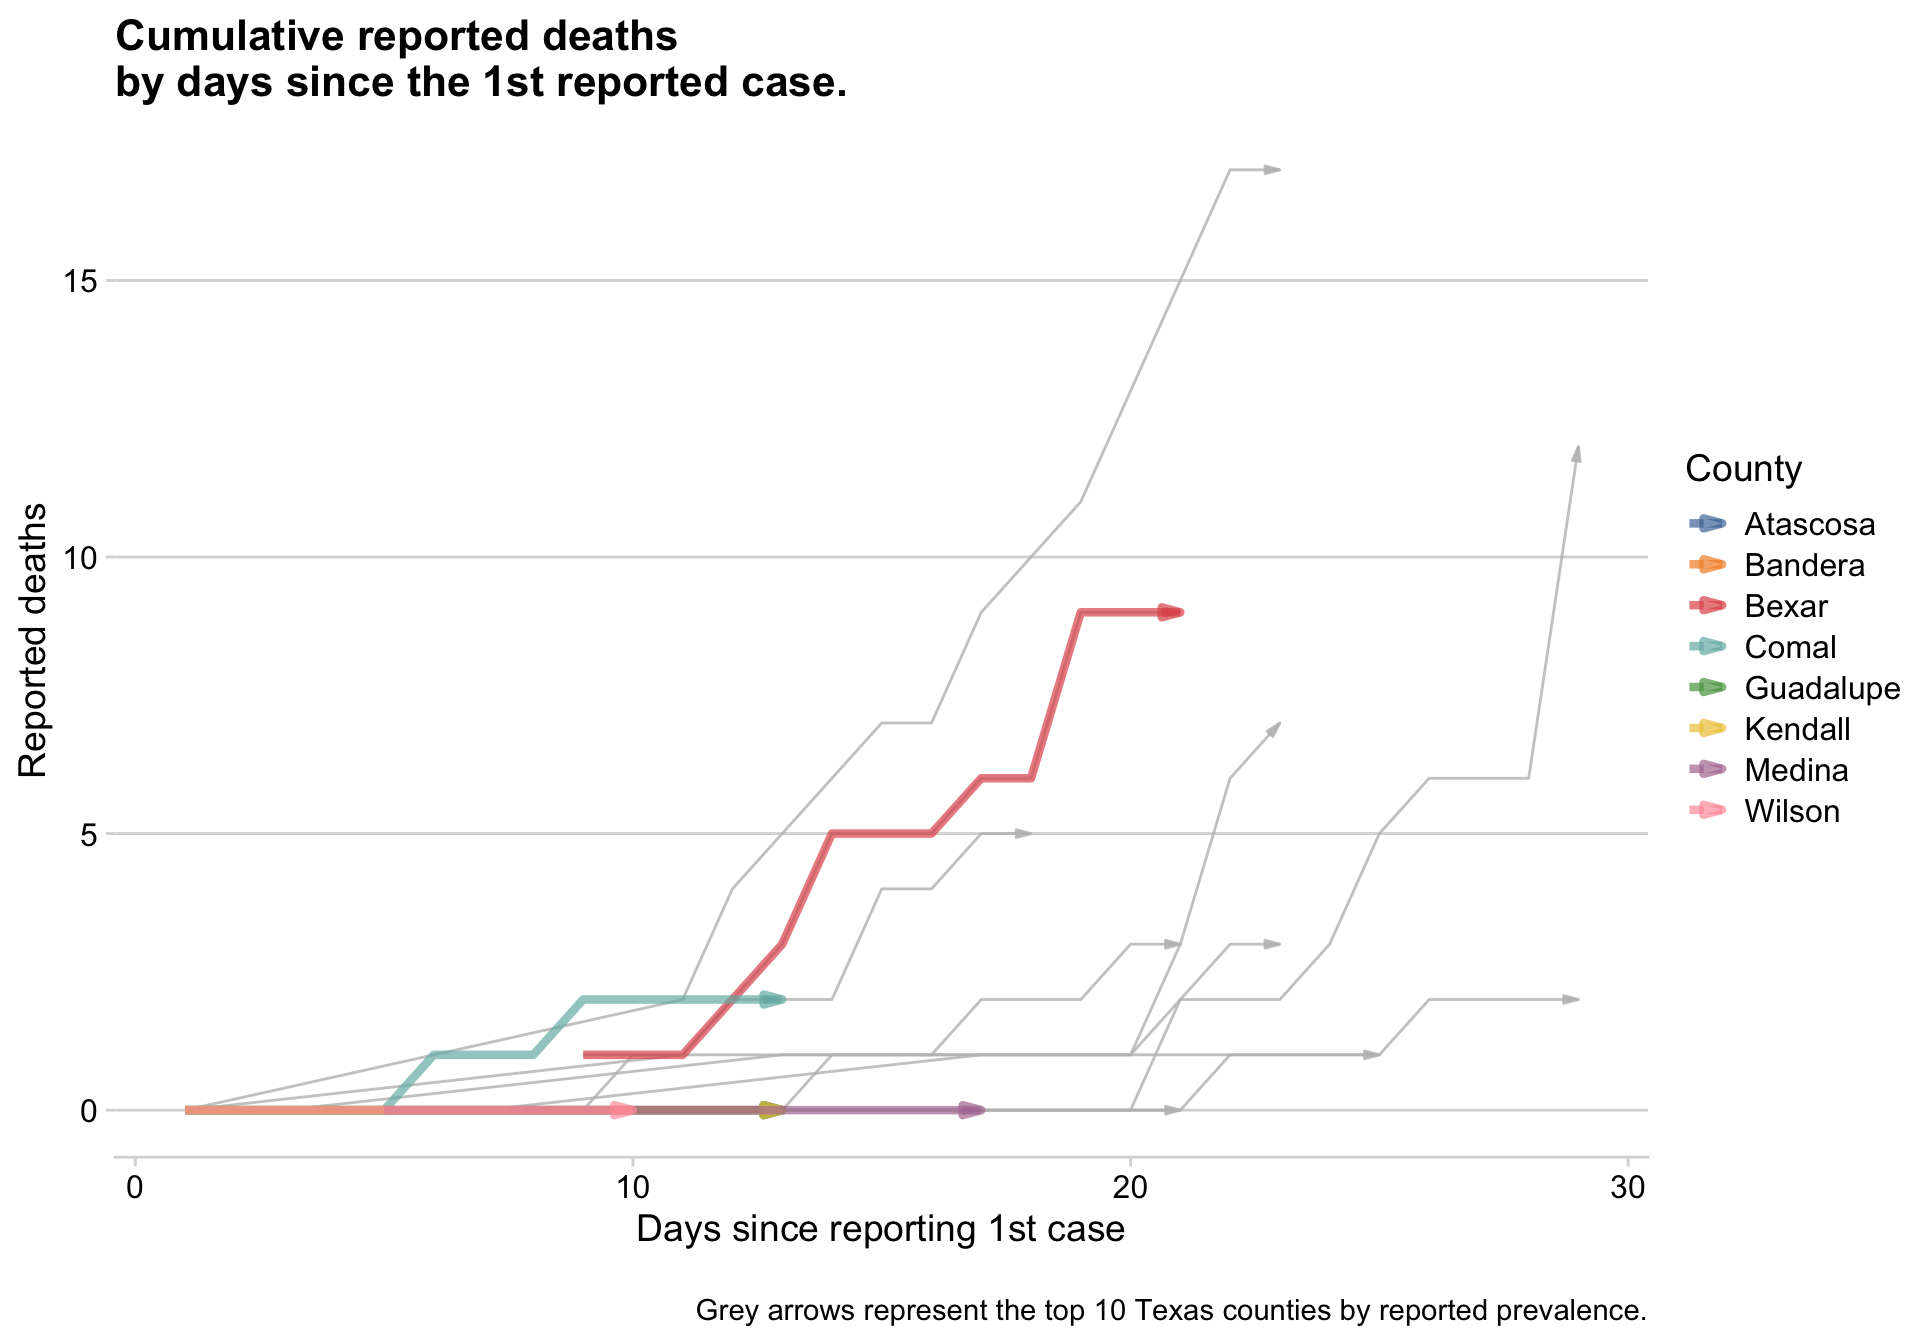 Cumulative reported deaths
by days since the 1st reported case.
15
10
5
0
Reported deaths
0 10 20 30
Days since reporting 1st case
County
Atascosa
Bandera
Bexar
Comal
Guadalupe
Kendall
Medina
Wilson
Grey arrows represent the top 10 Texas counties by reported prevalence.